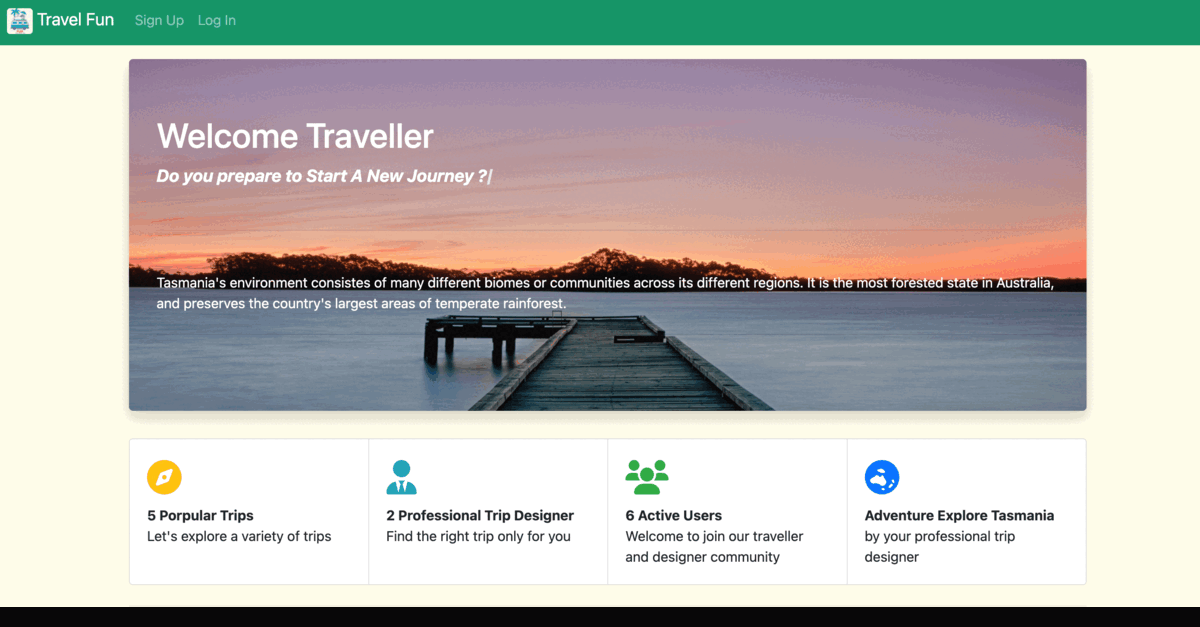 Travel Fun Sign Up Log In
Welcome Traveller
Do you prepare to Start A New Journey ?|
Tasmania's environment consistes of many different biomes or communities across its different regions. It is the most forested state in Australia,
and preserves the country's largest areas of temperate rainforest.
5 Porpular Trips
Let's explore a variety of trips
2 Professional Trip Designer
Find the right trip only for you
6 Active Users
Welcome to join our traveller
and designer community
Adventure Explore Tasmania
by your professional trip
designer